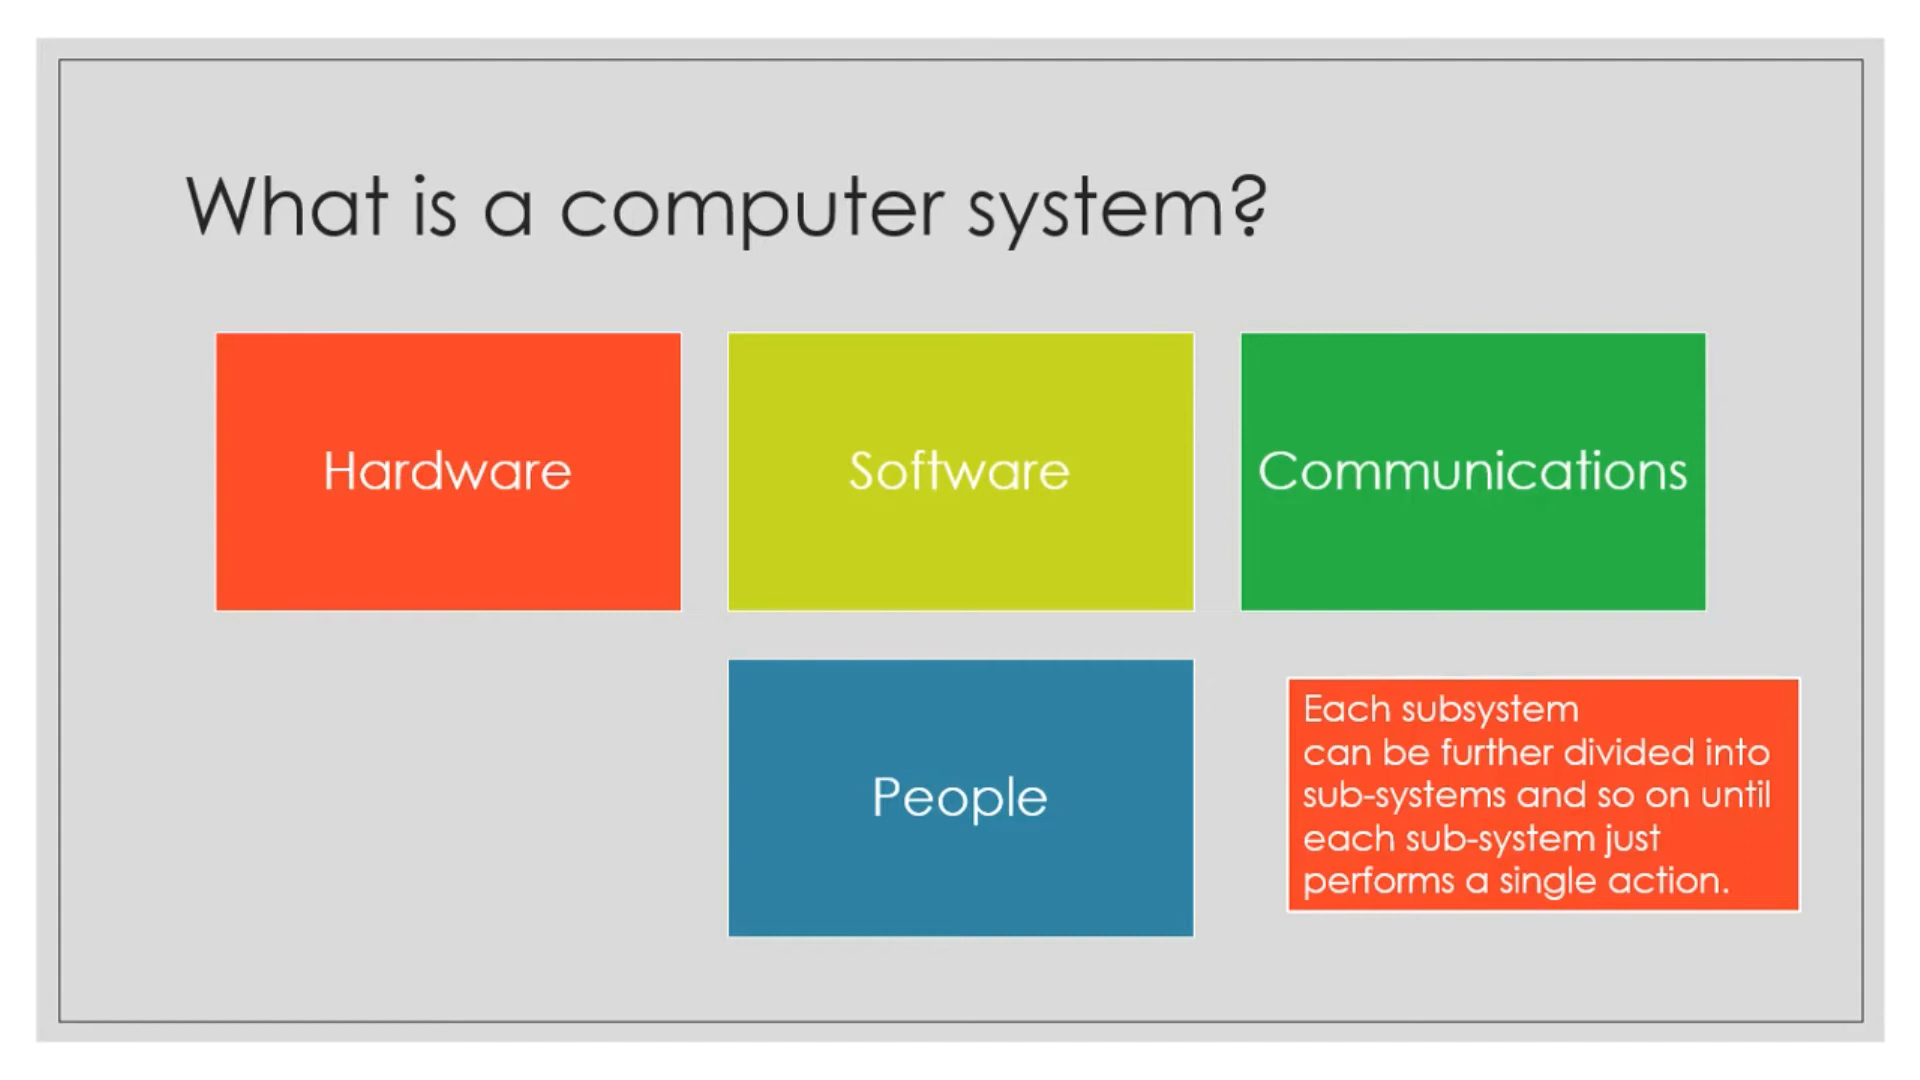 What is a computer system?
Hardware
Software
Communications
People
Each subsystem
can be further divided into
sub-systems and so on until
each sub-system just
performs a single action.